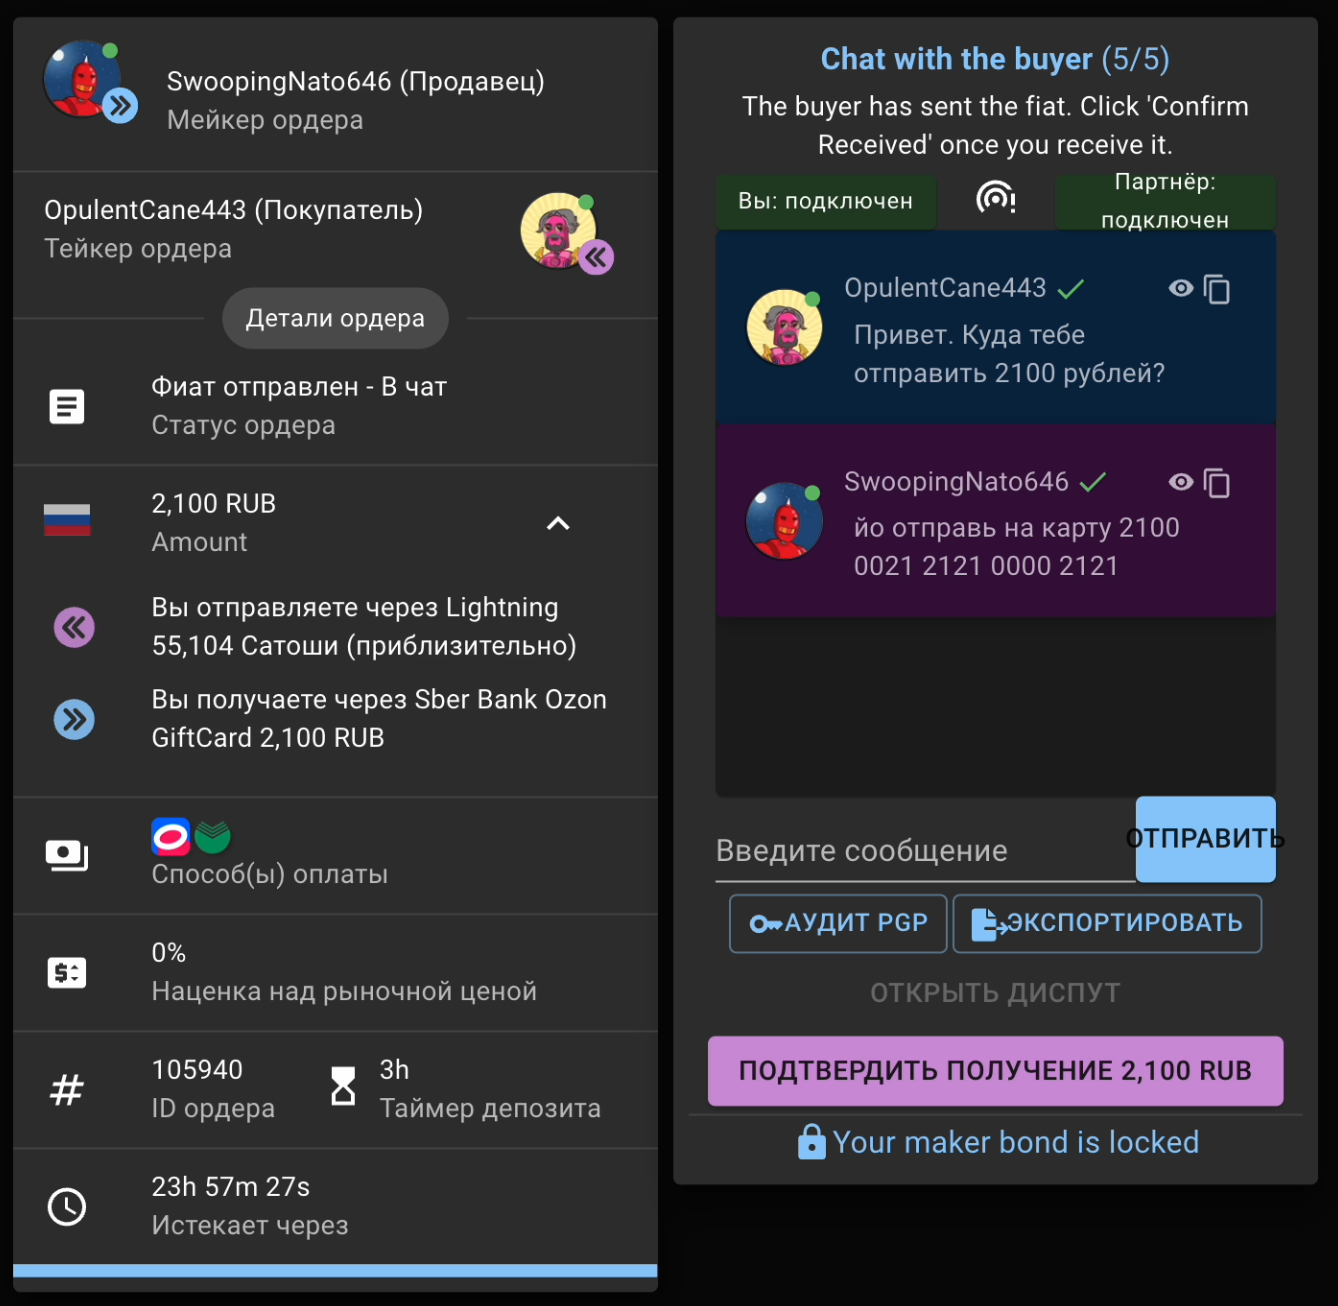 SwoopingNato646 (Продавец)
Мейкер ордера
OpulentCane443 (Покупатель)
Тейкер ордера
Детали ордера
Фиат отправлен - В чат
Статус ордера
2,100 RUB
Amount
Вы отправляете через Lightning
55,104 Сатоши (приблизительно)
Вы получаете через Sber Bank Ozon
GiftCard 2,100 RUB
Способ(ы) оплаты
0%
Наценка над рыночной ценой
105940
ID ордера
3h
Таймер депозита
23h 57m 27s
Истекает через
Chat with the buyer (5/5)
The buyer has sent the fiat. Click 'Confirm
Received' once you receive it.
Вы: подключен
Партнёр:
подключен
OpulentCane443
Привет. Куда тебе
отправить 2100 рублей?
SwoopingNato646
йо отправь на карту 2100
0021 2121 0000 2121
Введите сообщение
ОТПРАВИТЬ
АУДИТ PGP
ЭКСПОРТИРОВАТЬ
ОТКРЫТЬ ДИСПУТ
ПОДТВЕРДИТЬ ПОЛУЧЕНИЕ 2,100 RUB
Your maker bond is locked